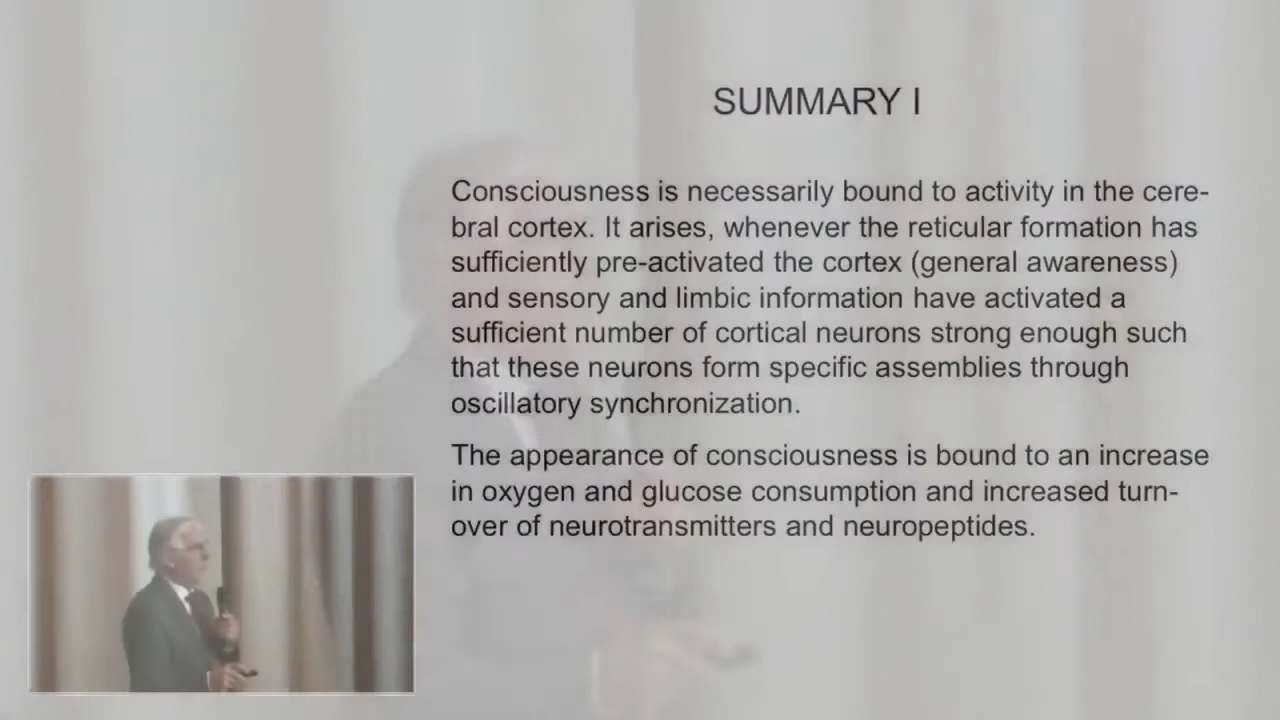 SUMMARY I
Consciousness is necessarily bound to activity in the cere-
bral cortex. It arises, whenever the reticular formation has
sufficiently pre-activated the cortex (general awareness)
and sensory and limbic information have activated a
sufficient number of cortical neurons strong enough such
that these neurons form specific assemblies through
oscillatory synchronization.
The appearance of consciousness is bound to an increase
in oxygen and glucose consumption and increased turn-
over of neurotransmitters and neuropeptides.